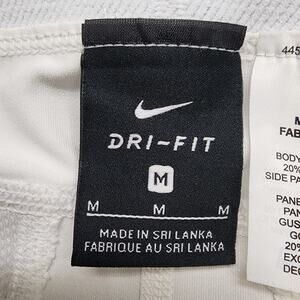 DRI-FIT
M
M M M
MADE IN SRI LANKA
FABRIQUE AU SRI LANKA
445
M
FAB
BODY
20%
SIDE PA
PANE
PAN
GUS
GO
20%
EXC
DEC